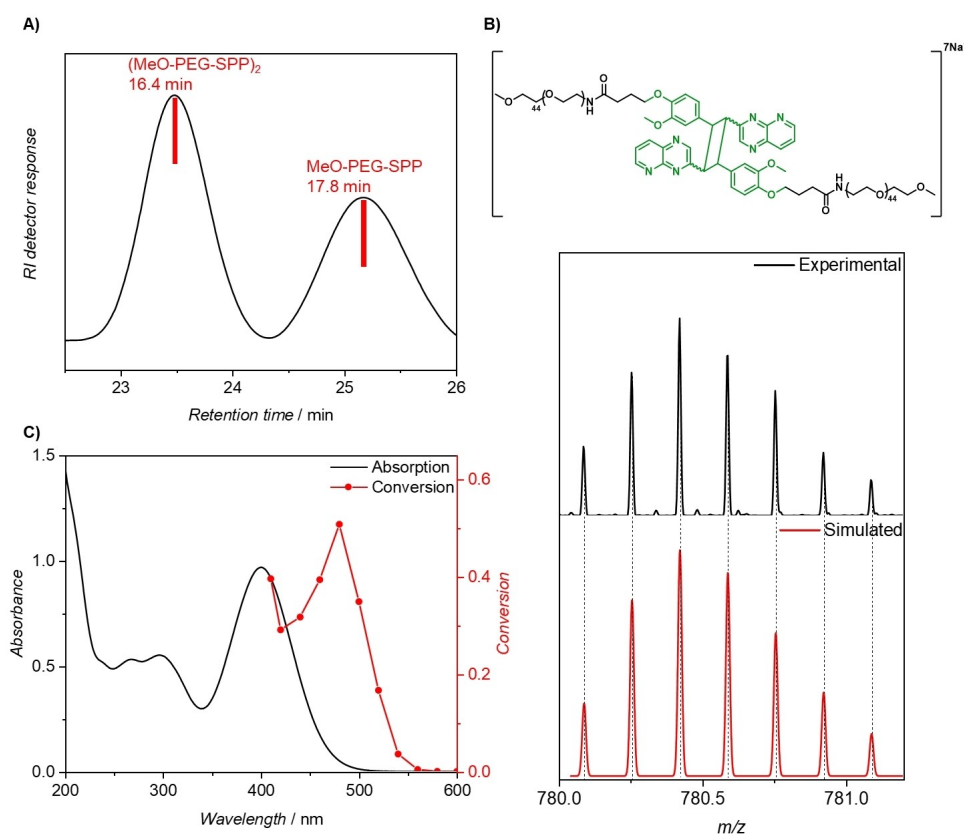 A)
(MeO-PEG-SPP)2
16.4 min
MeO-PEG-SPP
17.8 min
RI detector response
23
24
25
26
Retention time / min
B)
7Na
O
O
44
O
N
H
O
O
N
N
N
N
N
N
O
O
O
N
H
O
44
O
Experimental
Simulated
780.0
780.5
781.0
m/z
C)
Absorption
Conversion
1.5
1.0
0.5
0.0
Absorbance
0.6
0.4
0.2
0.0
Conversion
200
300
400
500
600
Wavelength / nm